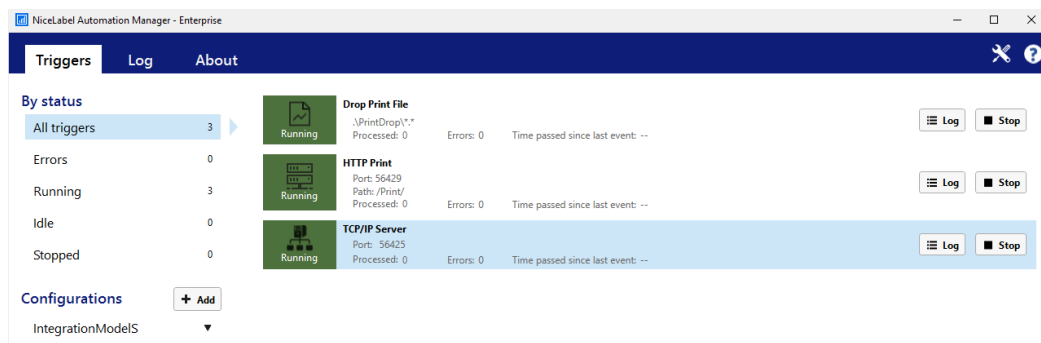 NiceLabel Automation Manager - Enterprise
Triggers Log About
By status
All triggers 3
Errors 0
Running 3
Idle 0
Stopped 0
Configurations + Add
IntegrationModelS
Running
Drop Print File
.\PrintDrop\*.*
Processed: 0 Errors: 0 Time passed since last event: --
Log Stop
Running
HTTP Print
Port: 56429
Path: /Print/
Processed: 0 Errors: 0 Time passed since last event: --
Log Stop
Running
TCP/IP Server
Port: 56425
Processed: 0 Errors: 0 Time passed since last event: --
Log Stop